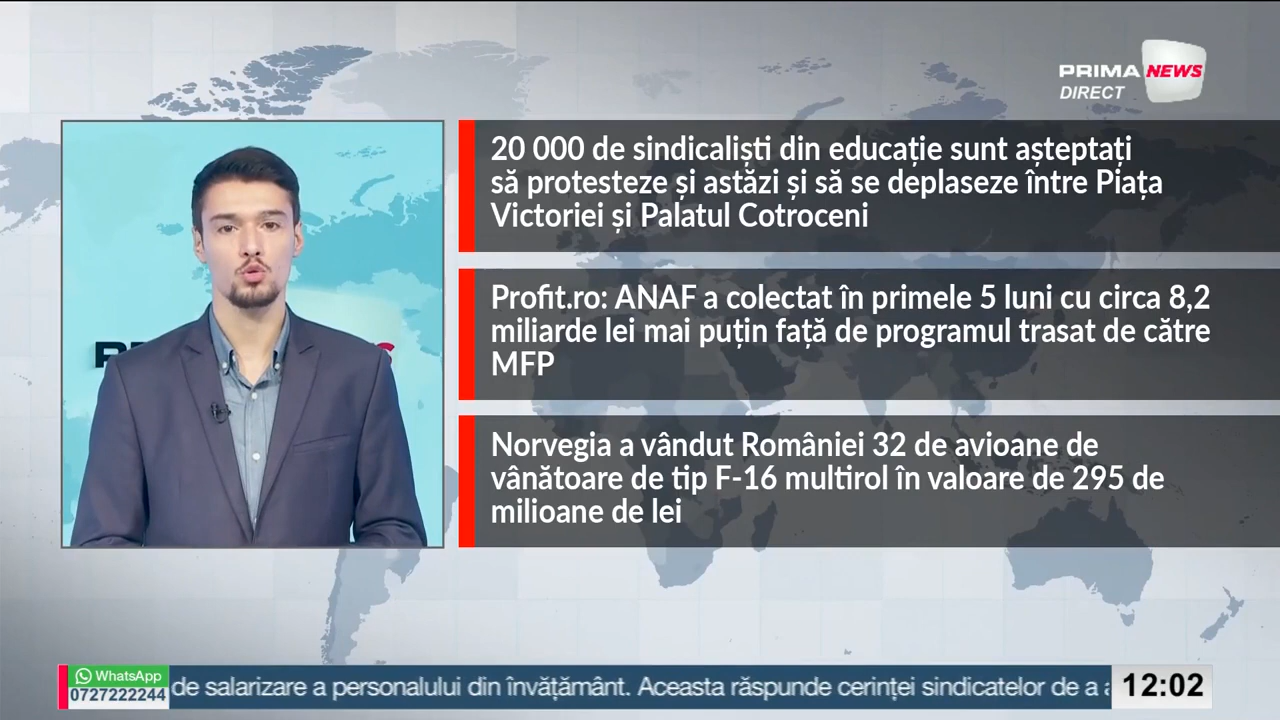 PRIMA NEWS
DIRECT
20 000 de sindicaliști din educație sunt așteptați
să protesteze și astăzi și să se deplaseze între Piața
Victoriei și Palatul Cotroceni
Profit.ro: ANAF a colectat în primele 5 luni cu circa 8,2
miliarde lei mai puțin față de programul trasat de către
MFP
Norvegia a vândut României 32 de avioane de
vânătoare de tip F-16 multirol în valoare de 295 de
milioane de lei
WhatsApp
0727222244
de salarizare a personalului din învățământ. Aceasta răspunde cerinței sindicatelor de a
12:02